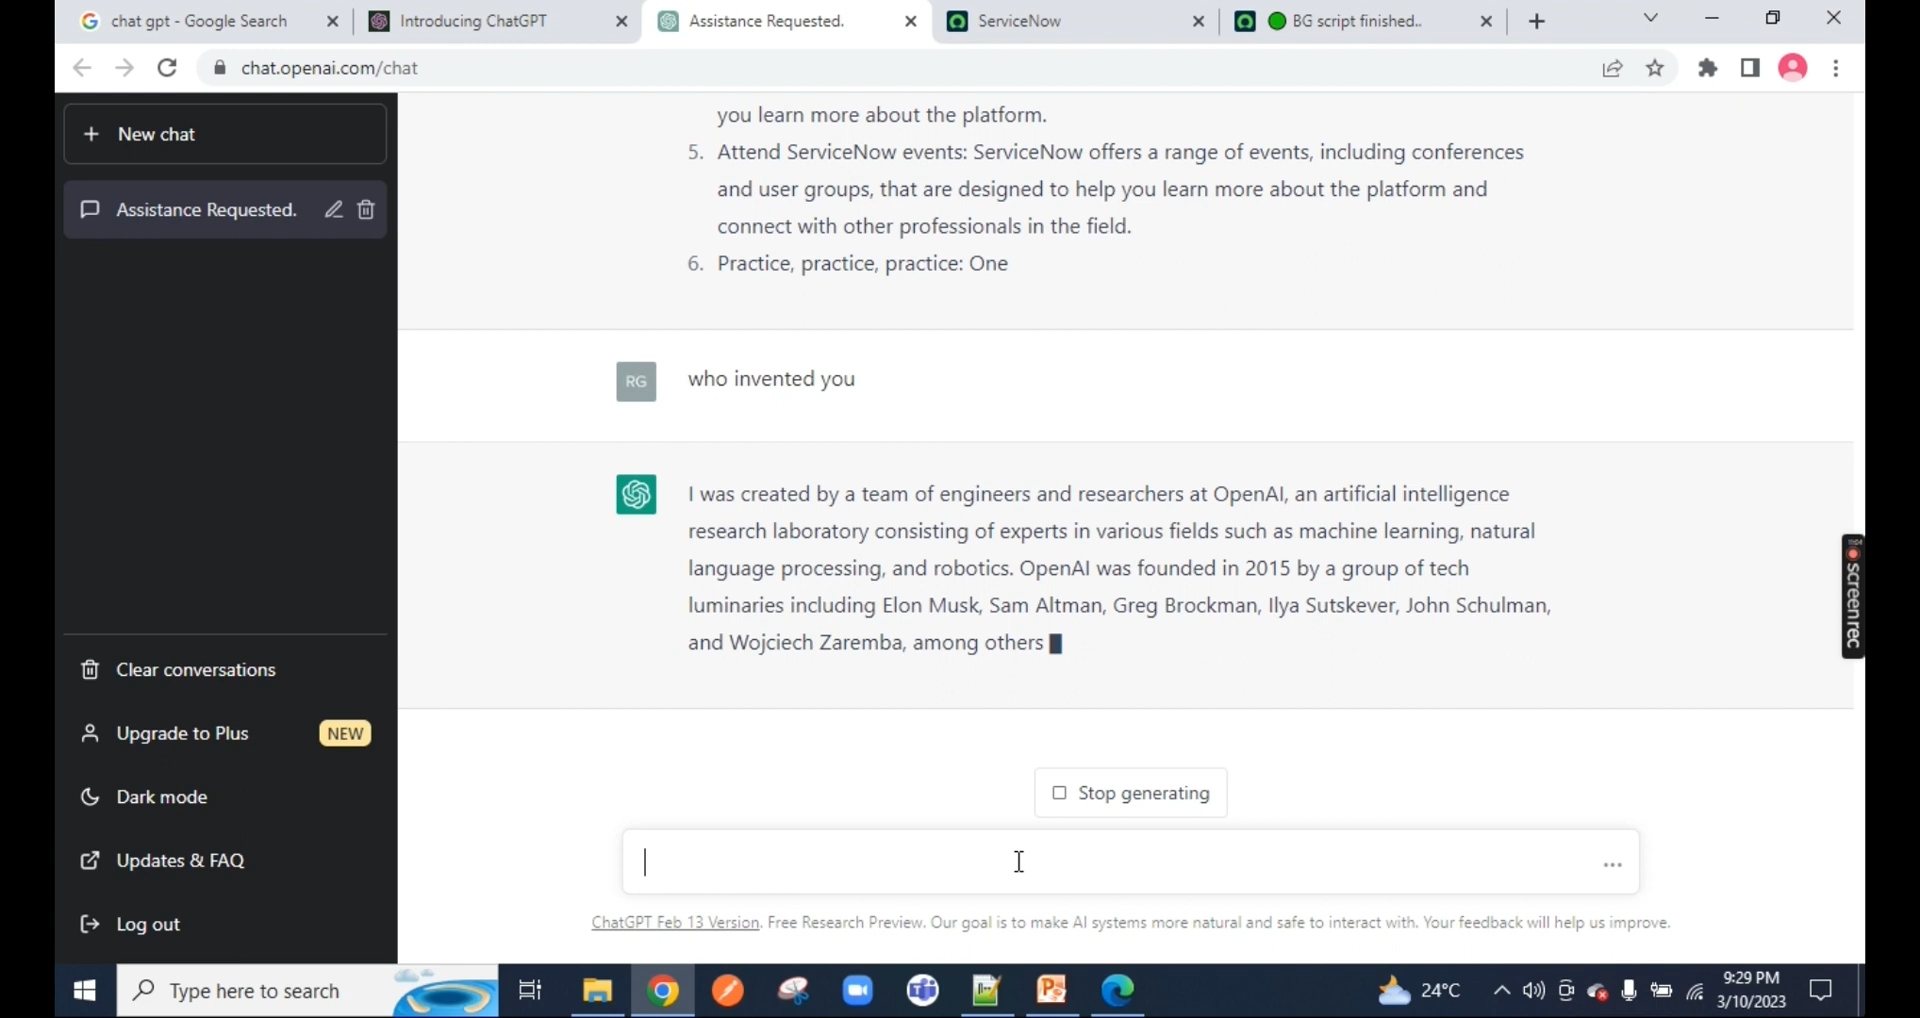 chat gpt - Google Search
Introducing ChatGPT
Assistance Requested.
ServiceNow
BG script finished..
chat.openai.com/chat
New chat
Assistance Requested.
Clear conversations
Upgrade to Plus
NEW
Dark mode
Updates & FAQ
Log out
you learn more about the platform.
5. Attend ServiceNow events: ServiceNow offers a range of events, including conferences
and user groups, that are designed to help you learn more about the platform and
connect with other professionals in the field.
6. Practice, practice, practice: One
RG
who invented you
I was created by a team of engineers and researchers at OpenAI, an artificial intelligence
research laboratory consisting of experts in various fields such as machine learning, natural
language processing, and robotics. OpenAI was founded in 2015 by a group of tech
luminaries including Elon Musk, Sam Altman, Greg Brockman, Ilya Sutskever, John Schulman,
and Wojciech Zaremba, among others
Stop generating
ChatGPT Feb 13 Version. Free Research Preview. Our goal is to make AI systems more natural and safe to interact with. Your feedback will help us improve.
11:04
screenrec
Type here to search
24°C
9:29 PM
3/10/2023